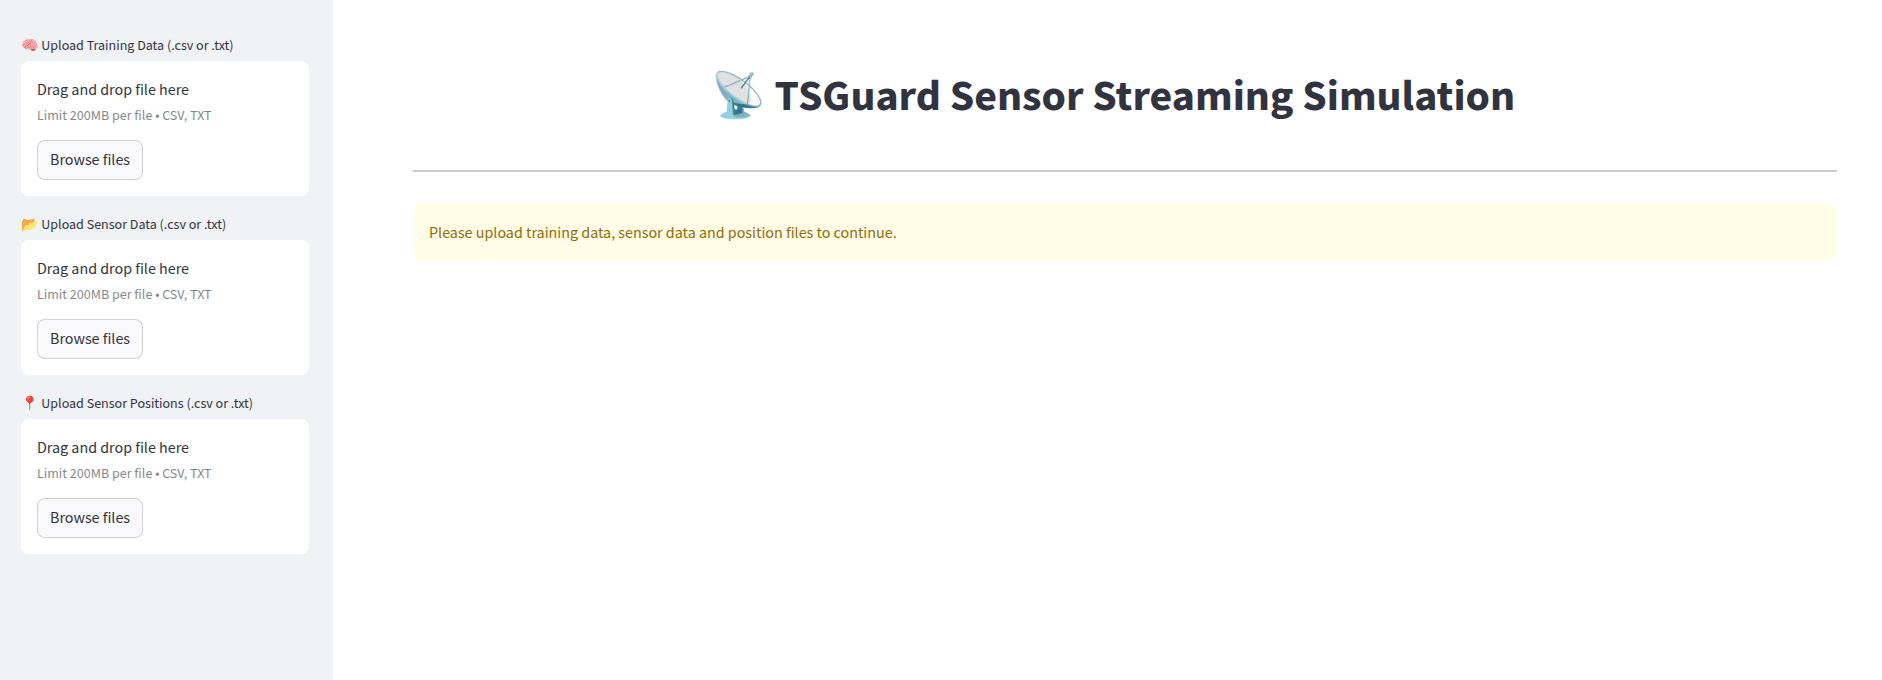 🧠 Upload Training Data (.csv or .txt)
Drag and drop file here
Limit 200MB per file • CSV, TXT
Browse files
📂 Upload Sensor Data (.csv or .txt)
Drag and drop file here
Limit 200MB per file • CSV, TXT
Browse files
📍 Upload Sensor Positions (.csv or .txt)
Drag and drop file here
Limit 200MB per file • CSV, TXT
Browse files
📡 TSGuard Sensor Streaming Simulation
Please upload training data, sensor data and position files to continue.